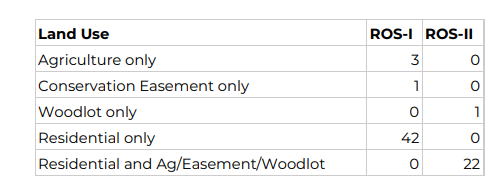 Land Use ROS-I ROS-II
Agriculture only 3 0
Conservation Easement only 1 0
Woodlot only 0 1
Residential only 42 0
Residential and Ag/Easement/Woodlot 0 22